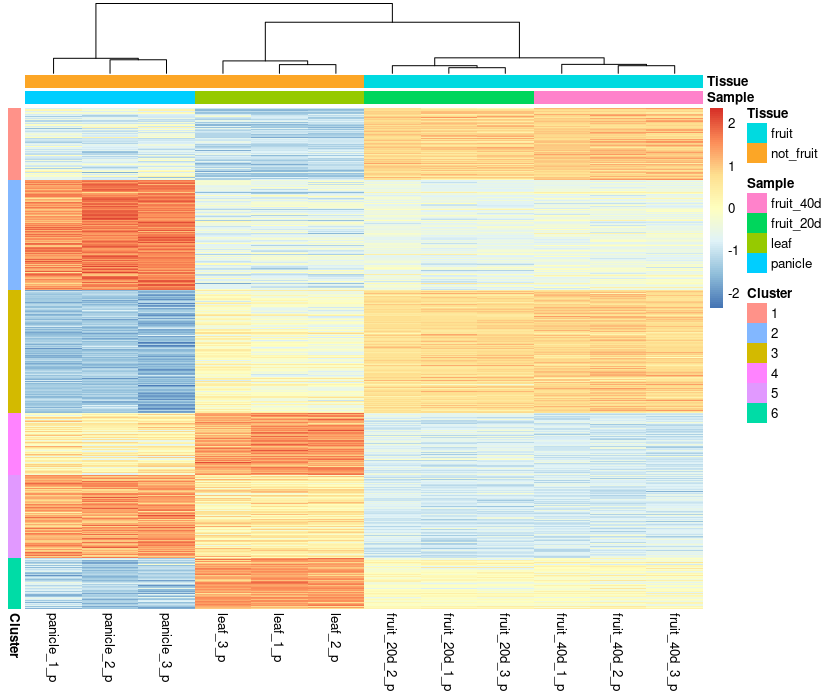 Tissue
Sample
Tissue
fruit
not_fruit
Sample
fruit_40d
fruit_20d
leaf
panicle
Cluster
1
2
3
4
5
6
2
1
0
-1
-2
Cluster
panicle_1_p
panicle_2_p
panicle_3_p
leaf_3_p
leaf_1_p
leaf_2_p
fruit_20d_2_p
fruit_20d_1_p
fruit_20d_3_p
fruit_40d_1_p
fruit_40d_2_p
fruit_40d_3_p